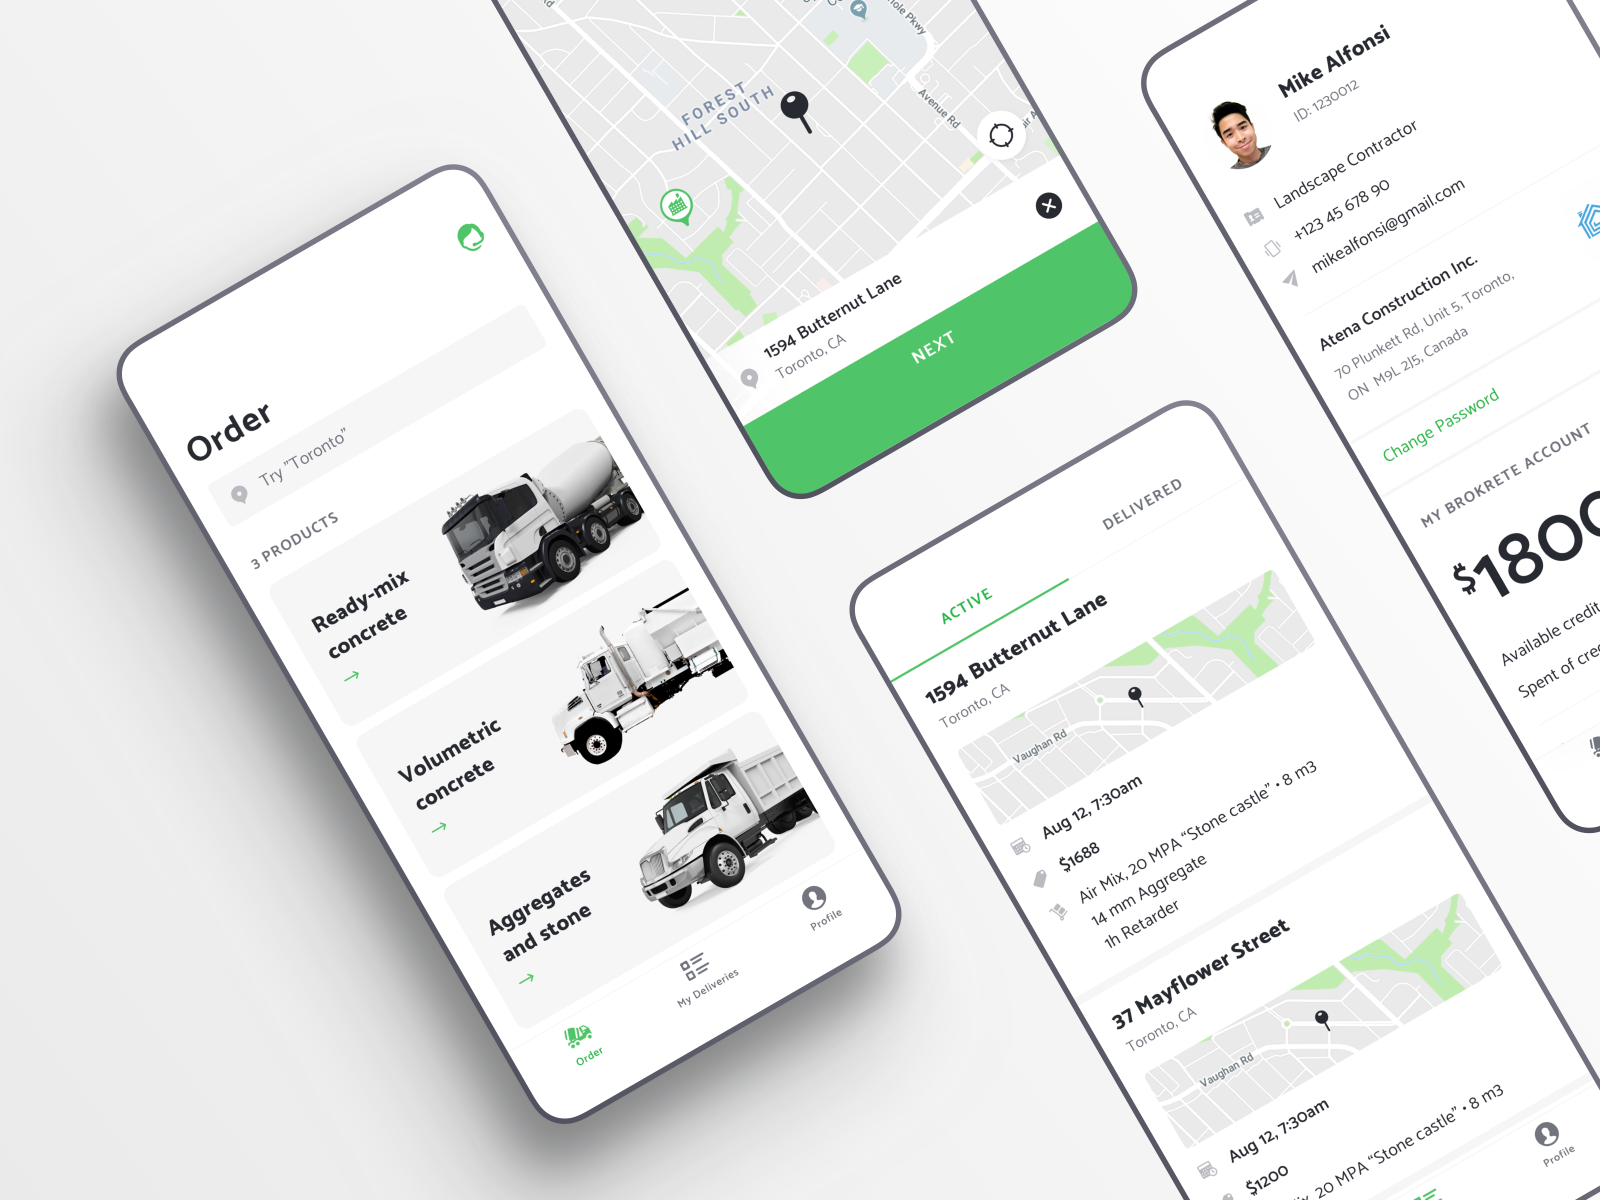 Order
Try "Toronto"
3 PRODUCTS
Ready-mix
concrete
Volumetric
concrete
Aggregates
and stone
Order
My Deliveries
Profile
FOREST
HILL SOUTH
Avenue Rd
1594 Butternut Lane
Toronto, CA
NEXT
ACTIVE
DELIVERED
1594 Butternut Lane
Toronto, CA
Vaughan Rd
Aug 12, 7:30am
$1688
Air Mix, 20 MPA “Stone castle” • 8 m3
14 mm Aggregate
1h Retarder
37 Mayflower Street
Toronto, CA
Vaughan Rd
Aug 12, 7:30am
$1200
20 MPA “Stone castle” • 8 m3
Profile
Mike Alfonsi
ID: 1230012
Landscape Contractor
+123 45 678 90
mikealfonsi@gmail.com
Atena Construction Inc.
70 Plunkett Rd, Unit 5, Toronto,
ON M9L 2J5, Canada
Change Password
MY BROKRETE ACCOUNT
$1800
Available credit
Spent of